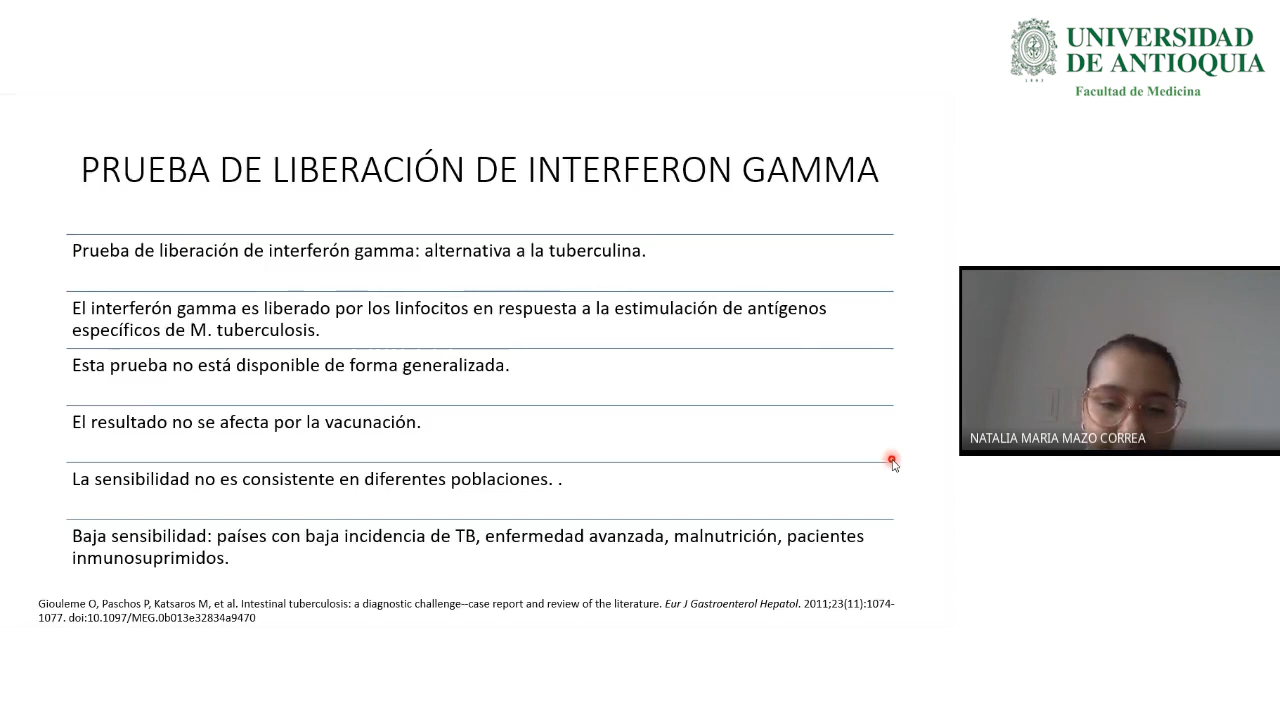 UNIVERSIDAD
DE ANTIOQUIA
1803
Facultad de Medicina
PRUEBA DE LIBERACIÓN DE INTERFERON GAMMA
Prueba de liberación de interferón gamma: alternativa a la tuberculina.
El interferón gamma es liberado por los linfocitos en respuesta a la estimulación de antígenos
específicos de M. tuberculosis.
Esta prueba no está disponible de forma generalizada.
El resultado no se afecta por la vacunación.
La sensibilidad no es consistente en diferentes poblaciones. .
Baja sensibilidad: países con baja incidencia de TB, enfermedad avanzada, malnutrición, pacientes
inmunosuprimidos.
Giouleme O, Paschos P, Katsaros M, et al. Intestinal tuberculosis: a diagnostic challenge--case report and review of the literature. Eur J Gastroenterol Hepatol. 2011;23(11):1074-
1077. doi:10.1097/MEG.0b013e32834a9470
NATALIA MARIA MAZO CORREA